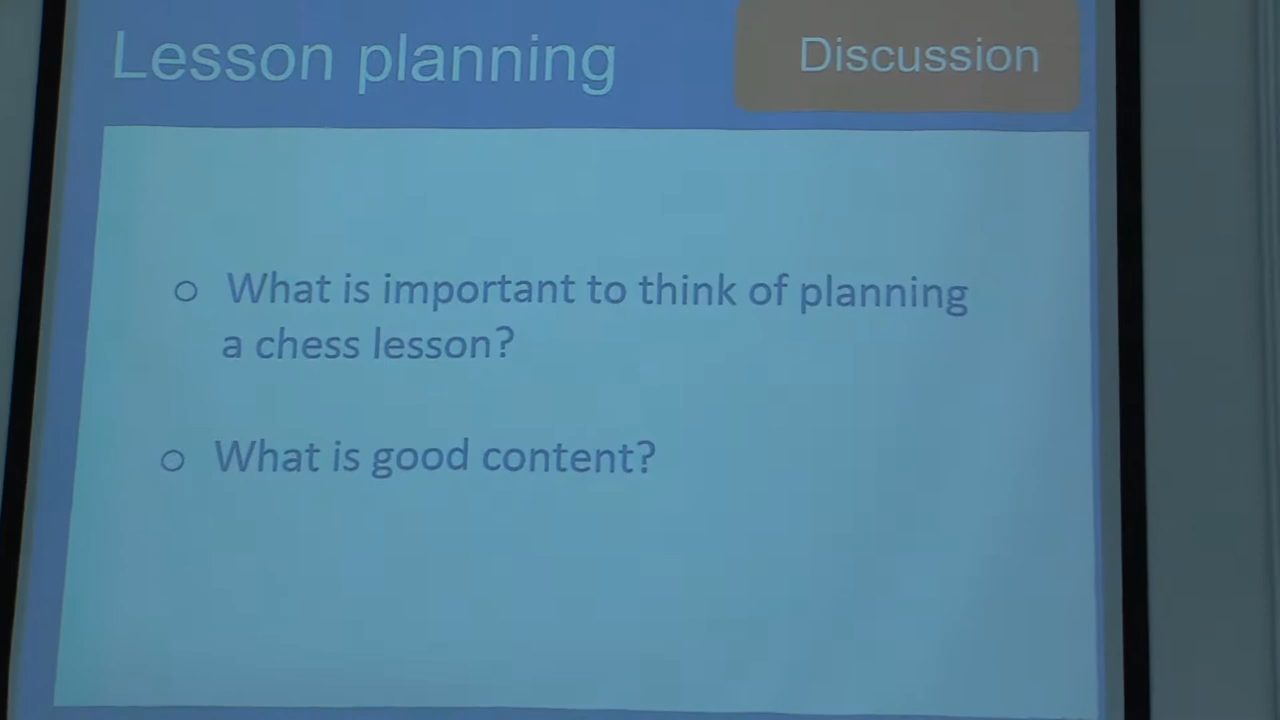 Lesson planning
Discussion
What is important to think of planning
a chess lesson?
What is good content?